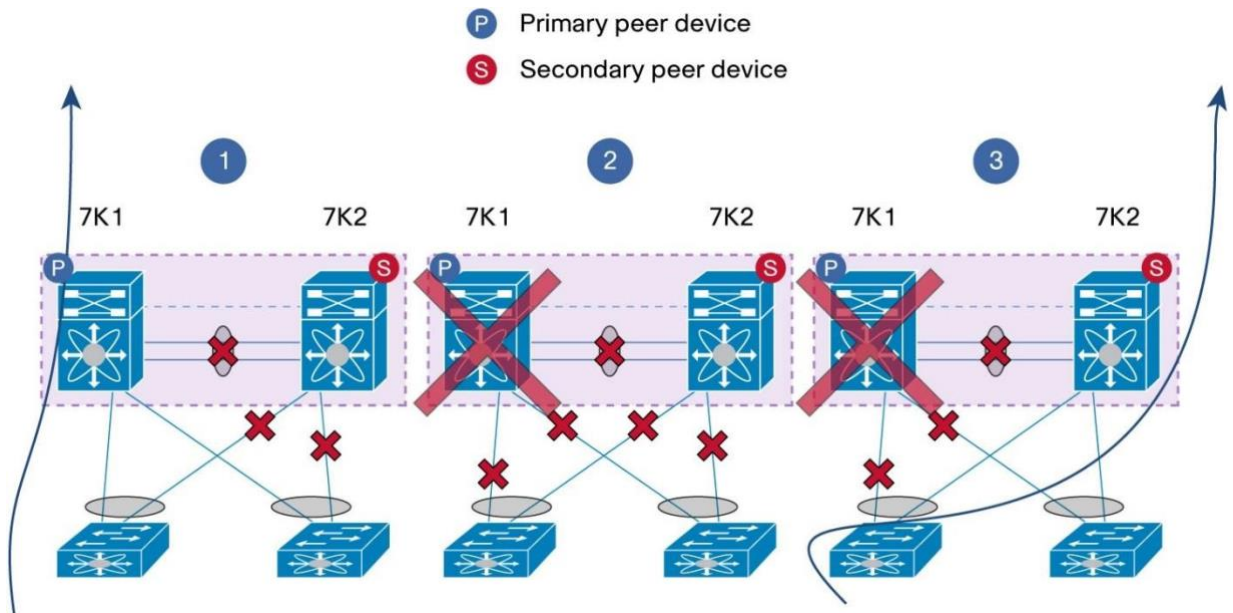 P Primary peer device
S Secondary peer device
1 2 3
7K1 7K2 7K1 7K2 7K1 7K2
P S P S P S